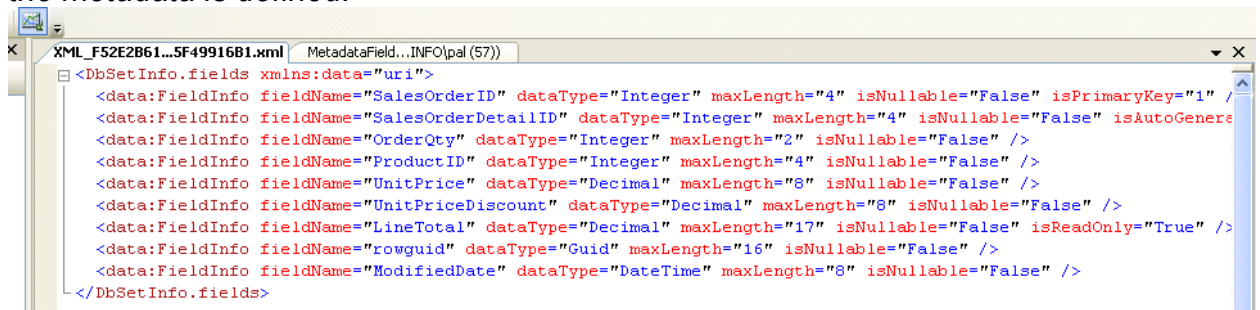 the metadata is defined.
XML_F52E2B61...5F49916B1.xml MetadataField...INFO\pal (57))
<DbSetInfo.fields xmlns:data="uri">
<data:FieldInfo fieldName="SalesOrderID" dataType="Integer" maxLength="4" isNullable="False" isPrimaryKey="1" /
<data:FieldInfo fieldName="SalesOrderDetailID" dataType="Integer" maxLength="4" isNullable="False" isAutoGenera
<data:FieldInfo fieldName="OrderQty" dataType="Integer" maxLength="2" isNullable="False" />
<data:FieldInfo fieldName="ProductID" dataType="Integer" maxLength="4" isNullable="False" />
<data:FieldInfo fieldName="UnitPrice" dataType="Decimal" maxLength="8" isNullable="False" />
<data:FieldInfo fieldName="UnitPriceDiscount" dataType="Decimal" maxLength="8" isNullable="False" />
<data:FieldInfo fieldName="LineTotal" dataType="Decimal" maxLength="17" isNullable="False" isReadOnly="True" />
<data:FieldInfo fieldName="rowguid" dataType="Guid" maxLength="16" isNullable="False" />
<data:FieldInfo fieldName="ModifiedDate" dataType="DateTime" maxLength="8" isNullable="False" />
</DbSetInfo.fields>